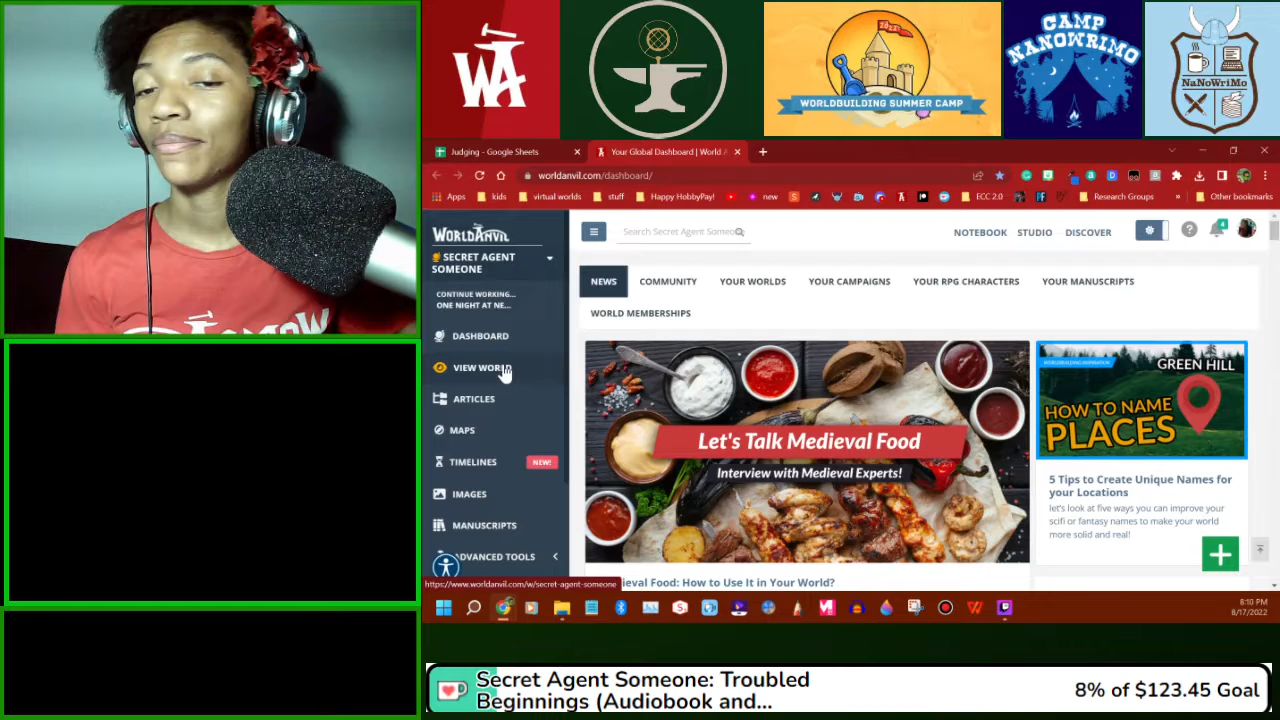 WA
2022
WORLDBUILDING SUMMER CAMP
CAMP
NANOWRIMO
NaNoWriMo
Judging - Google Sheets
Your Global Dashboard | World A
worldanvil.com/dashboard/
Apps
kids
virtual worlds
stuff
Happy HobbyPay!
new
ECC 2.0
Research Groups
»
Other bookmarks
WORLDANVIL
SECRET AGENT
SOMEONE
CONTINUE WORKING...
ONE NIGHT AT NE...
DASHBOARD
VIEW WORLD
ARTICLES
MAPS
TIMELINES
NEW!
IMAGES
MANUSCRIPTS
ADVANCED TOOLS
https://www.worldanvil.com/w/secret-agent-someone
Search Secret Agent Someo
NOTEBOOK
STUDIO
DISCOVER
4
NEWS
COMMUNITY
YOUR WORLDS
YOUR CAMPAIGNS
YOUR RPG CHARACTERS
YOUR MANUSCRIPTS
WORLD MEMBERSHIPS
Let's Talk Medieval Food
Interview with Medieval Experts!
ieval Food: How to Use It in Your World?
WORLDBUILDING INSPIRATION
GREEN HILL
HOW TO NAME
PLACES
5 Tips to Create Unique Names for
your Locations
let's look at five ways you can improve your
scifi or fantasy names to make your world
more solid and real!
8:10 PM
8/17/2022
Secret Agent Someone: Troubled
Beginnings (Audiobook and...
8% of $123.45 Goal